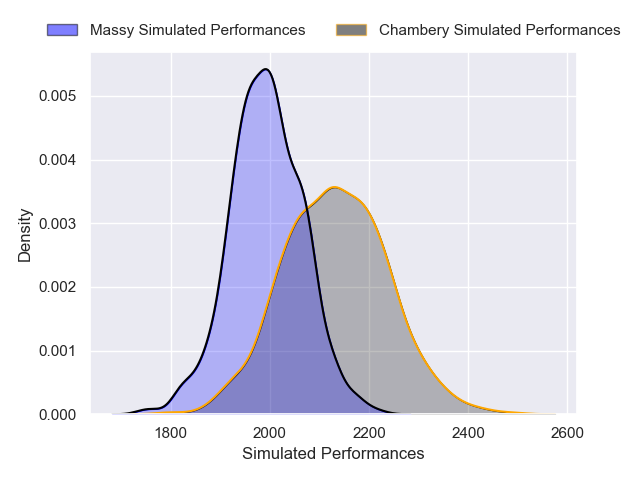 Massy Simulated Performances Chambery Simulated Performances
0.005
0.004
0.003
0.002
0.001
0.000
Density
1800 2000 2200 2400 2600
Simulated Performances